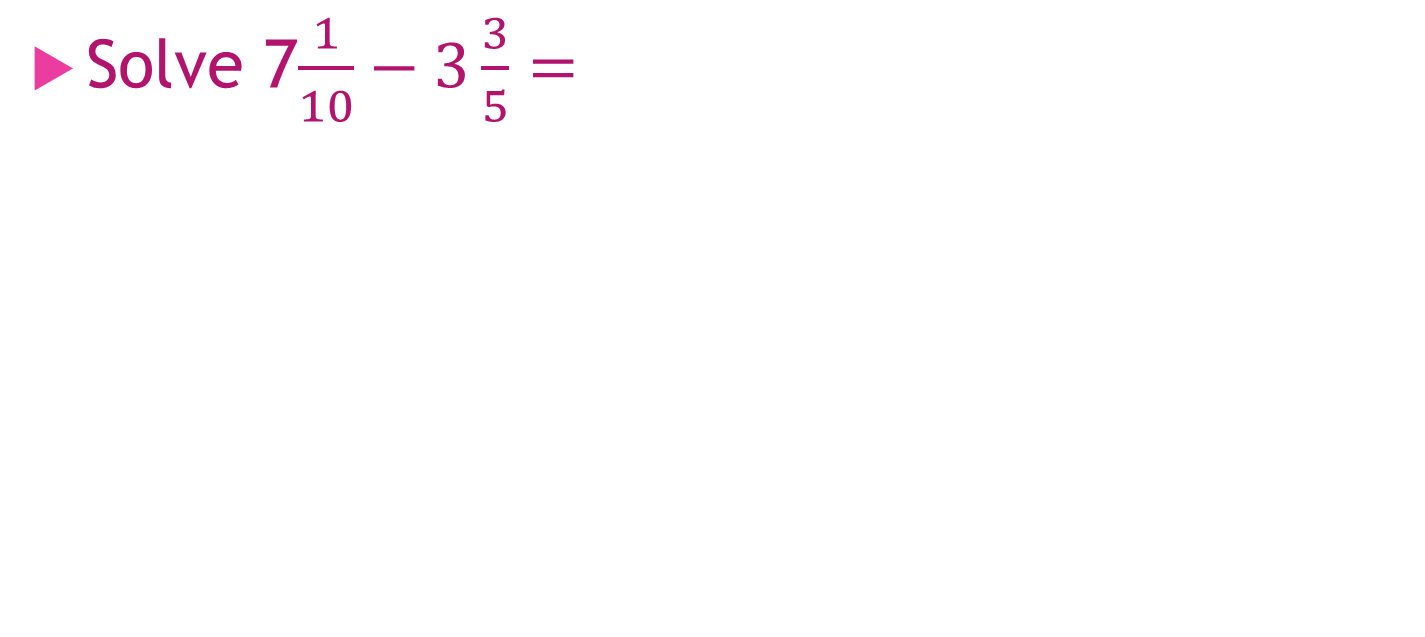 Solve 7 1/10 − 3 3/5 =